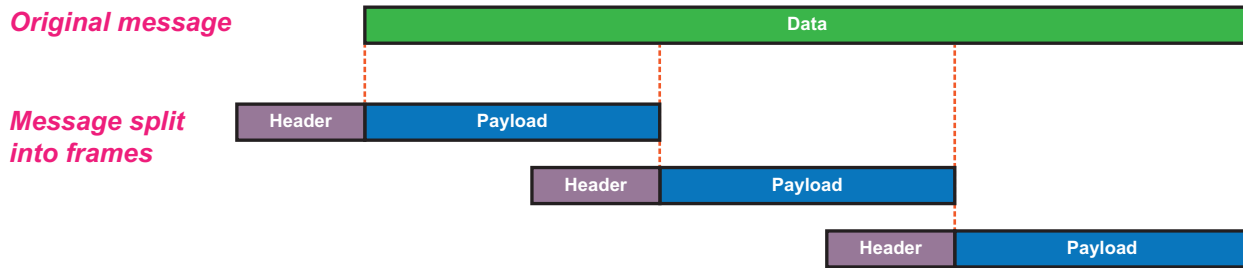 Original message
Data
Message split
into frames
Header
Payload
Header
Payload
Header
Payload